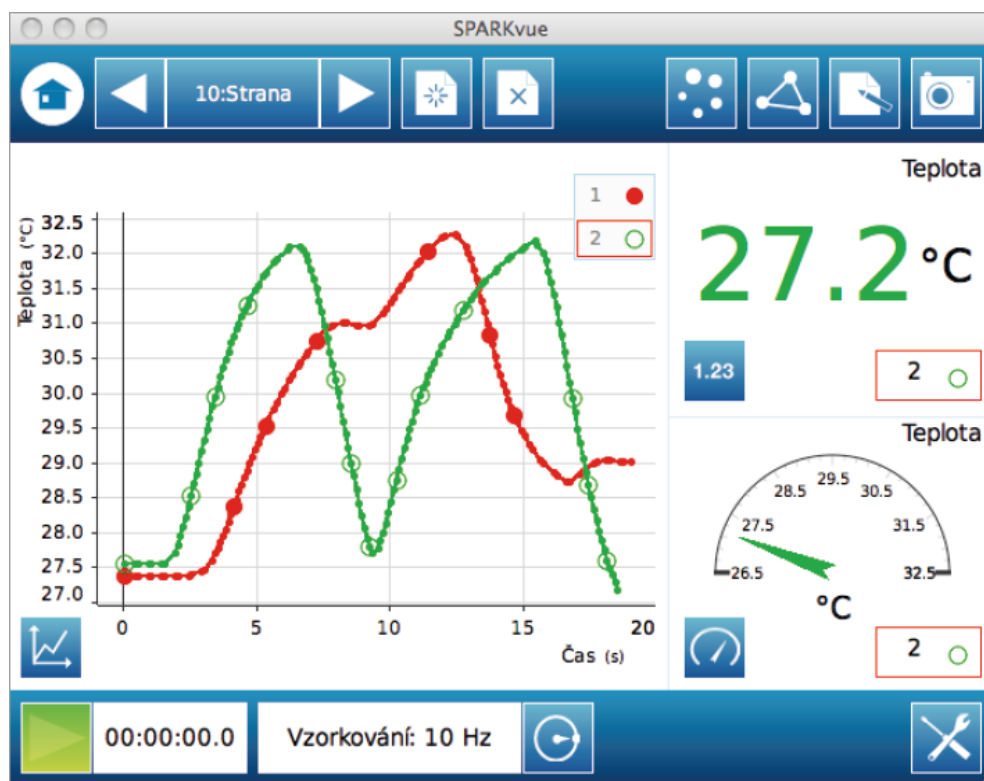 SPARKvue
10:Strana
1
2
Teplota (°C)
32.5
32.0
31.5
31.0
30.5
30.0
29.5
29.0
28.5
28.0
27.5
27.0
0 5 10 15 20
Čas (s)
Teplota
27.2 °C
1.23
2
Teplota
26.5 27.5 28.5 29.5 30.5 31.5 32.5
°C
2
00:00:00.0
Vzorkování: 10 Hz